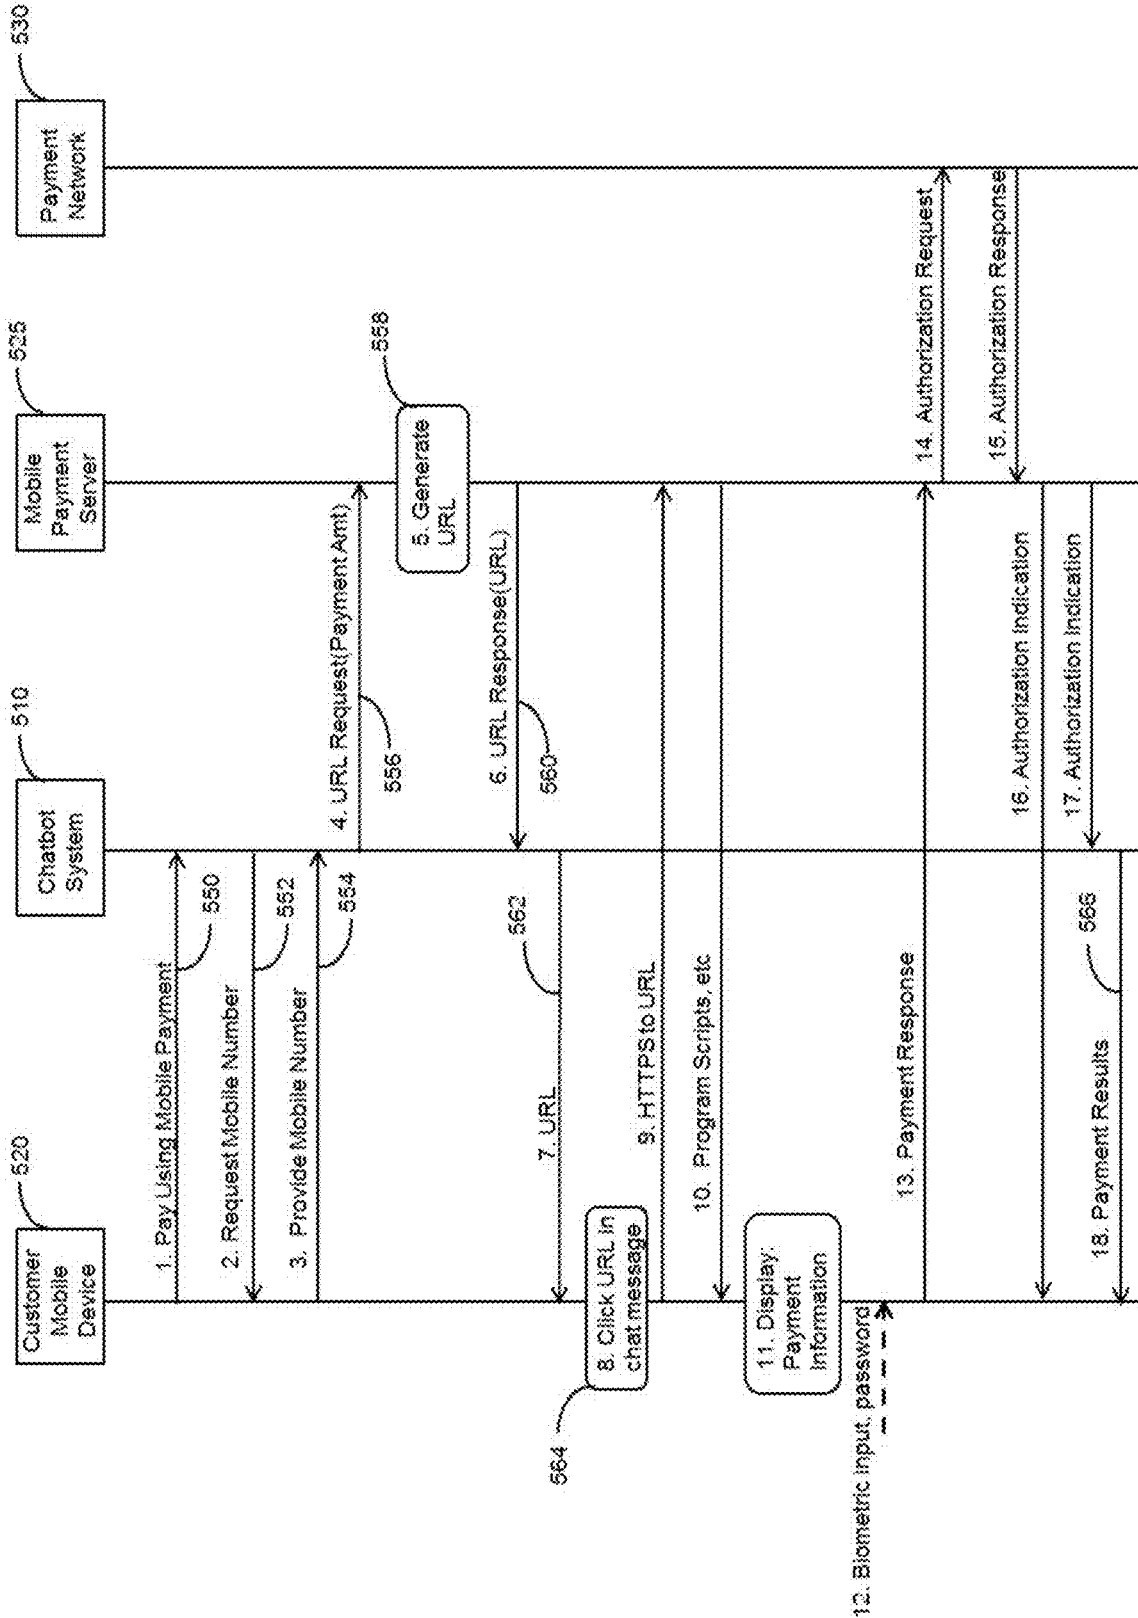 520
Customer
Mobile
Device
510
Chatbot
System
525
Mobile
Payment
Server
530
Payment
Network
1. Pay Using Mobile Payment
550
2. Request Mobile Number
552
3. Provide Mobile Number
554
4. URL Request(Payment Amt)
556
5. Generate
URL
558
6. URL Response(URL)
560
7. URL
562
8. Click URL in
chat message
564
9. HTTPS to URL
10. Program Scripts, etc
11. Display:
Payment
Information
12. Biometric input, password
13. Payment Response
14. Authorization Request
15. Authorization Response
16. Authorization Indication
17. Authorization Indication
18. Payment Results
566